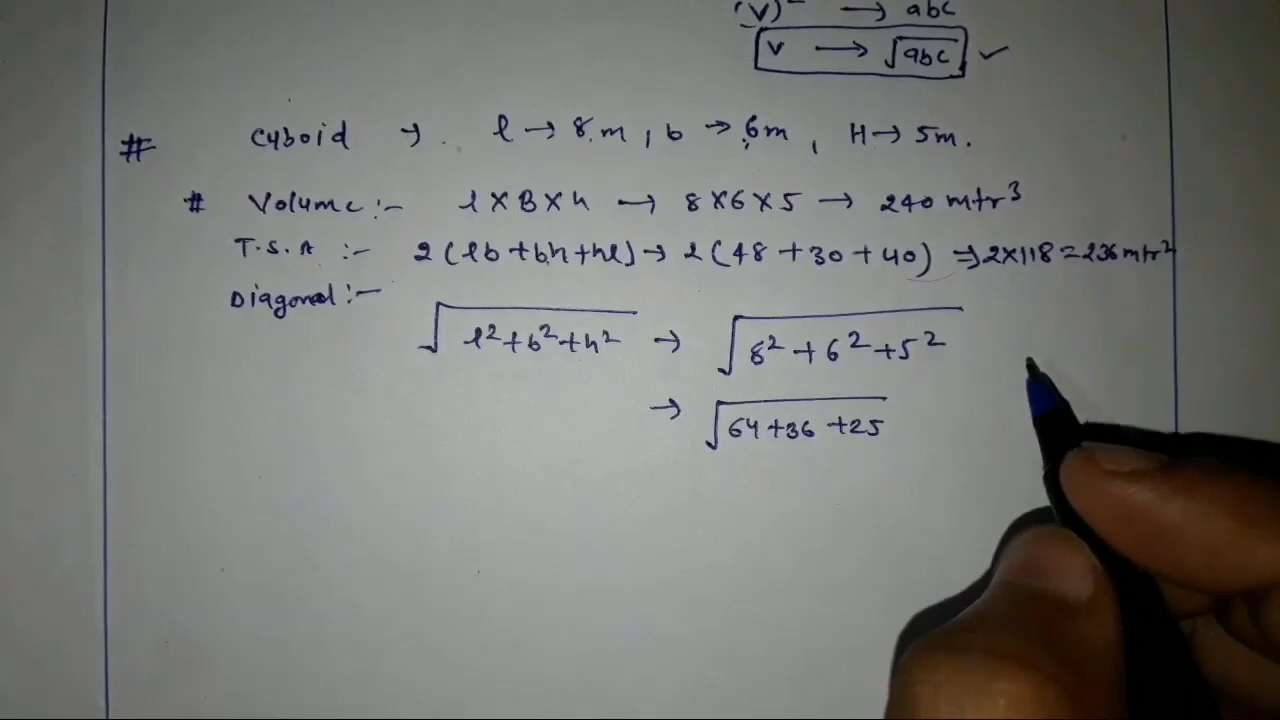 (v)² → abc
v → √abc ✓
# Cuboid → . l → 8 m , b → 6m , H → 5m.
# Volume :- l × B × h → 8×6×5 → 240 mtr³
T.S.A :- 2(lb+bh+hl) → 2(48+30+40) ⇒ 2×118 = 236 mtr²
Diagonal :-
√l²+b²+h² → √8²+6²+5²
→ √64+36+25